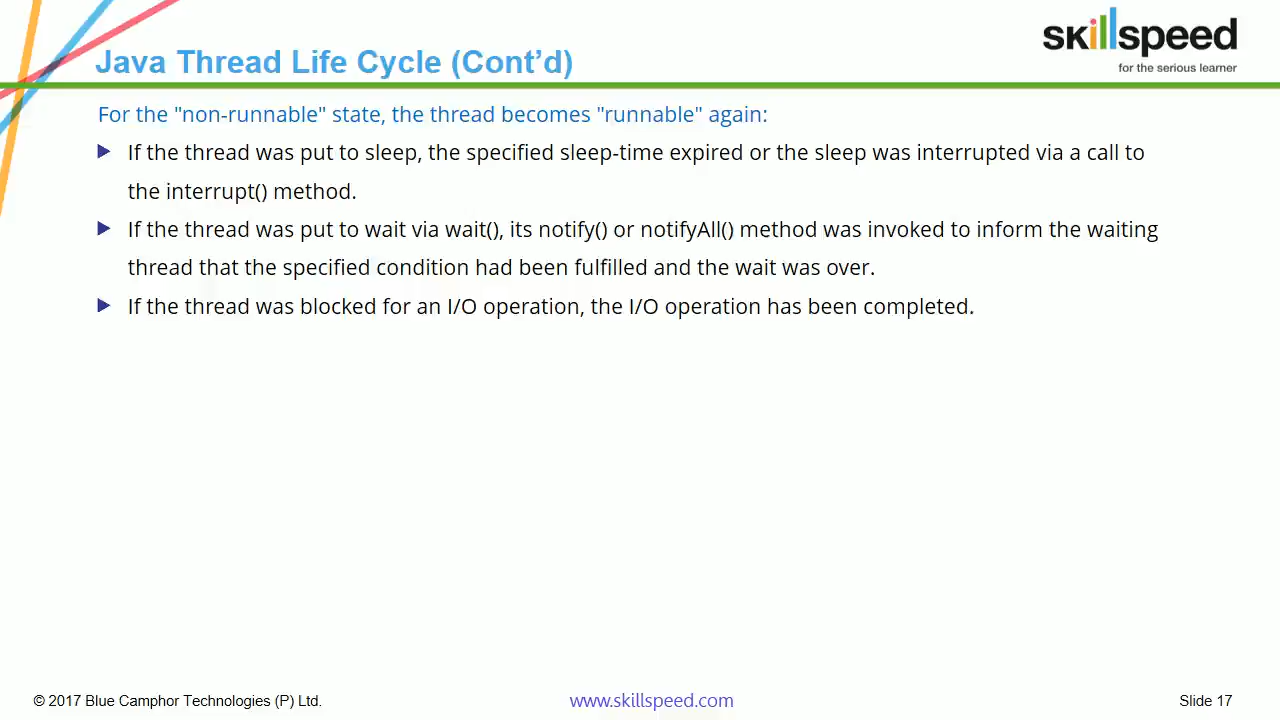 skillspeed
for the serious learner
Java Thread Life Cycle (Cont’d)
For the "non-runnable" state, the thread becomes "runnable" again:
If the thread was put to sleep, the specified sleep-time expired or the sleep was interrupted via a call to
the interrupt() method.
If the thread was put to wait via wait(), its notify() or notifyAll() method was invoked to inform the waiting
thread that the specified condition had been fulfilled and the wait was over.
If the thread was blocked for an I/O operation, the I/O operation has been completed.
© 2017 Blue Camphor Technologies (P) Ltd.
www.skillspeed.com
Slide 17